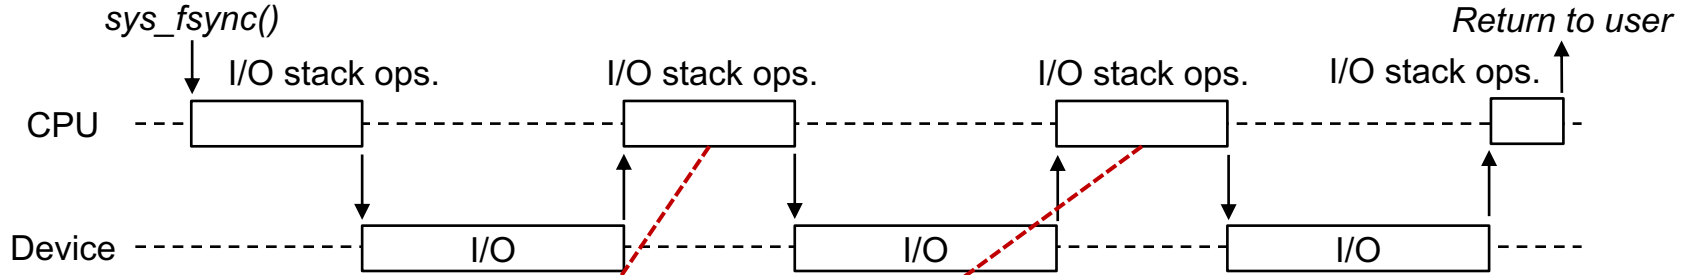 sys_fsync()
Return to user
I/O stack ops.
I/O stack ops.
I/O stack ops.
I/O stack ops.
CPU
Device
I/O
I/O
I/O